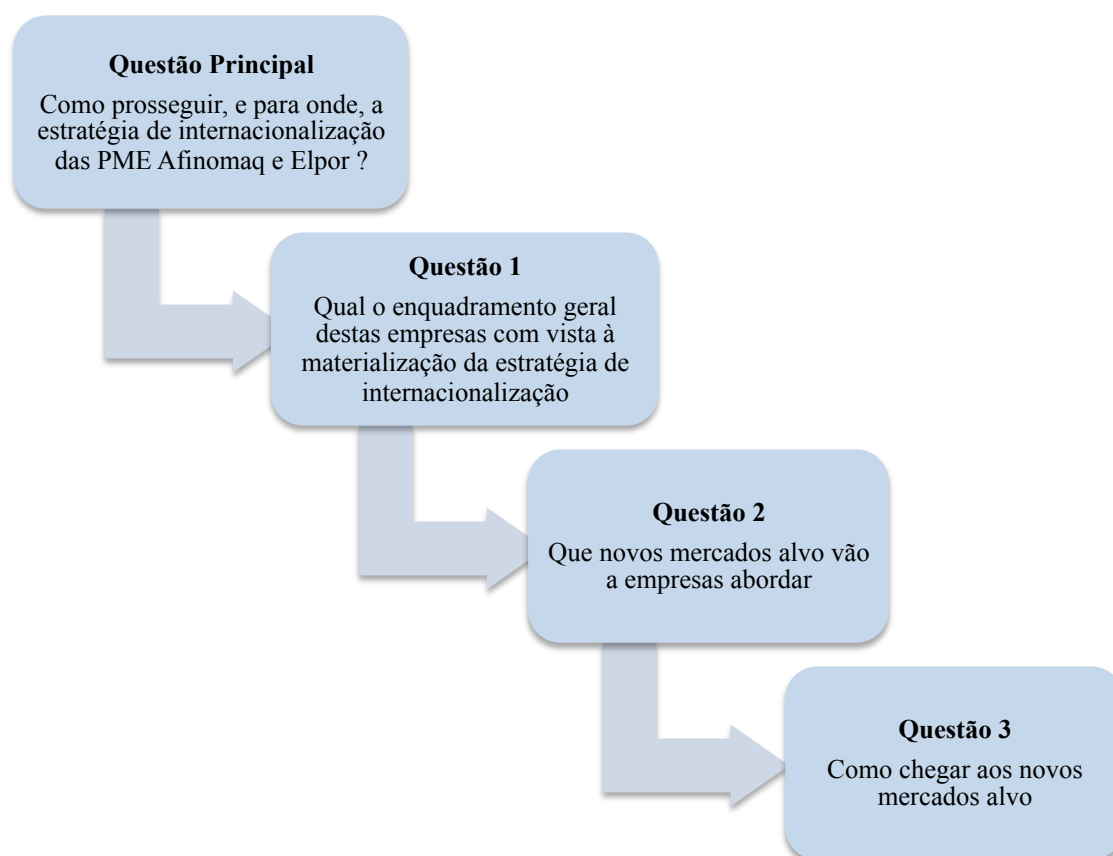 Questão Principal
Como prosseguir, e para onde, a
estratégia de internacionalização
das PME Afinomaq e Elpor ?
Questão 1
Qual o enquadramento geral
destas empresas com vista à
materialização da estratégia de
internacionalização
Questão 2
Que novos mercados alvo vão
a empresas abordar
Questão 3
Como chegar aos novos
mercados alvo